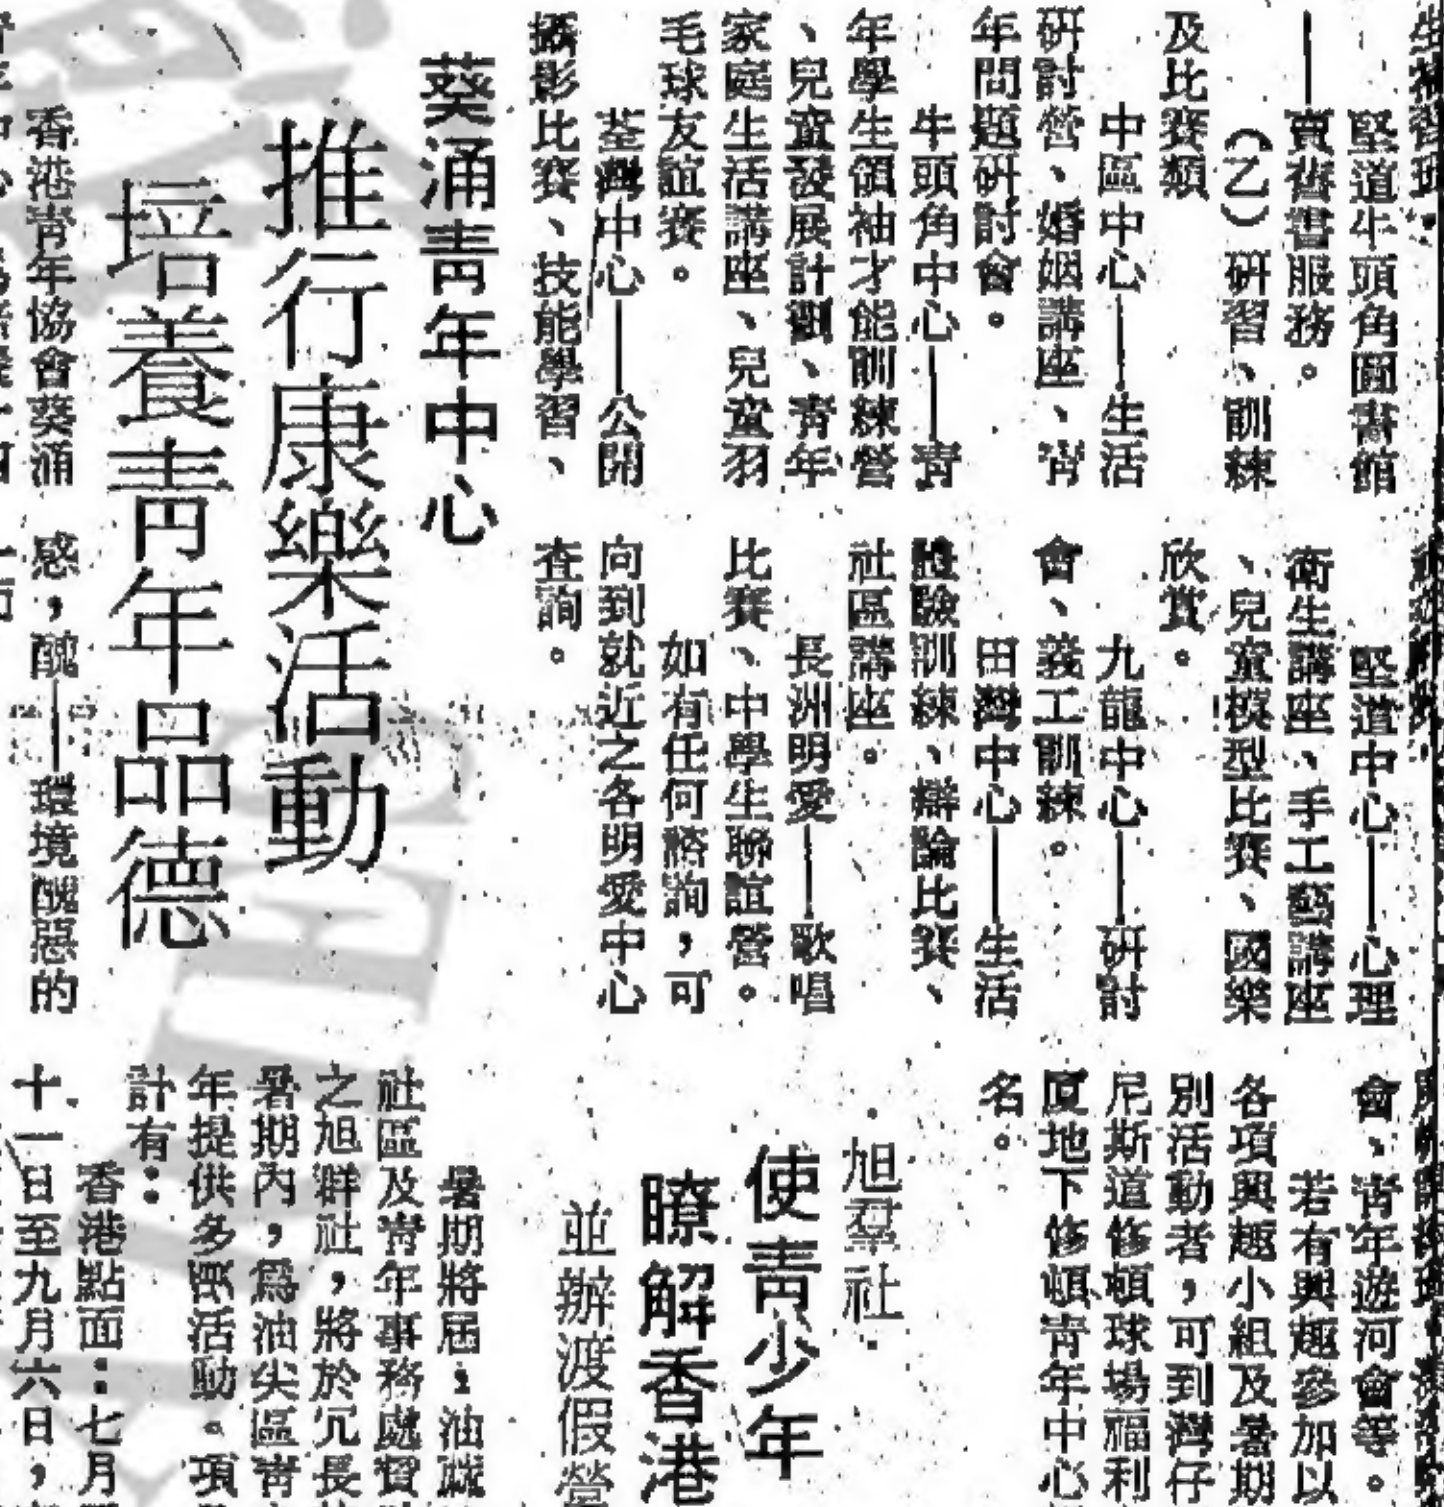 堅道牛頭角圖書館
——賣舊書服務。
(乙)研習、訓練
及比賽類
中區中心——生活
研討營、婚姻講座、青
年問題研討會。
牛頭角中心——青
年學生領袖才能訓練營
、兒童發展計劃、青年
家庭生活講座、兒童羽
毛球友誼賽。
荃灣中心——公開
攝影比賽、技能學習、
堅道中心——心理
衛生講座、手工藝講座
、兒童模型比賽、國樂
欣賞。
九龍中心——研討
會、義工訓練。
田灣中心——生活
體驗訓練、辯論比賽、
社區講座。
長洲明愛——歌唱
比賽、中學生聯誼營。
如有任何諮詢,可
向到就近之各明愛中心
查詢。
葵涌青年中心
推行康樂活動
培養青年品德
香港青年協會葵涌
感,醜——環境醜惡的
會、青年遊河會等。
若有興趣參加以
各項興趣小組及暑期
別活動者,可到灣仔
尼斯道修頓球場福利
廈地下修頓青年中心
名。
旭羣社
使青少年
瞭解香港
並辦渡假營
暑期將屆,油蔴
社區及青年事務處資
之旭群社,將於冗長
暑期內,爲油尖區青
年提供多項活動。項
計有:
香港點面:七月
十一日至九月六日,